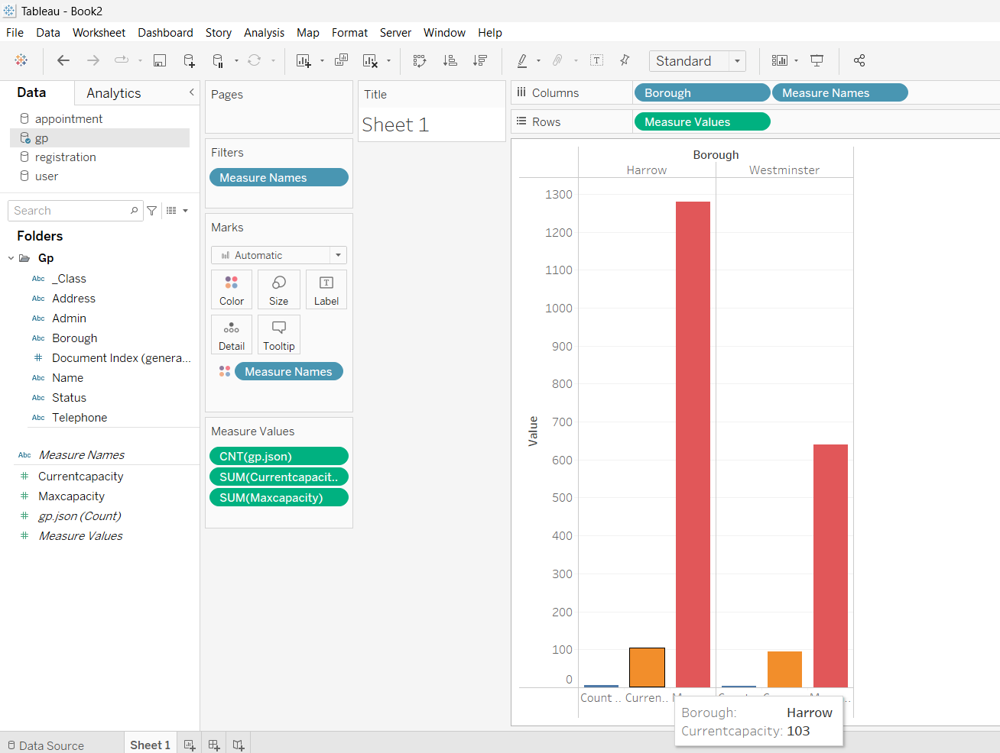 Tableau - Book2
File Data Worksheet Dashboard Story Analysis Map Format Server Window Help
Standard
Data
Analytics
appointment
gp
registration
user
Search
Folders
Gp
Abc _Class
Abc Address
Abc Admin
Abc Borough
# Document Index (genera...
Abc Name
Abc Status
Abc Telephone
Abc Measure Names
# Currentcapacity
# Maxcapacity
# gp.json (Count)
# Measure Values
Pages
Filters
Measure Names
Marks
Automatic
Color Size Label
Detail Tooltip
Measure Names
Measure Values
CNT(gp.json)
SUM(Currentcapacit..
SUM(Maxcapacity)
Title
Sheet 1
Columns Borough Measure Names
Rows Measure Values
Borough
Harrow Westminster
1300
1200
1100
1000
900
800
700
600
500
400
300
200
100
0
Value
Count .. Curren..
Borough: Harrow
Currentcapacity: 103
Data Source Sheet 1